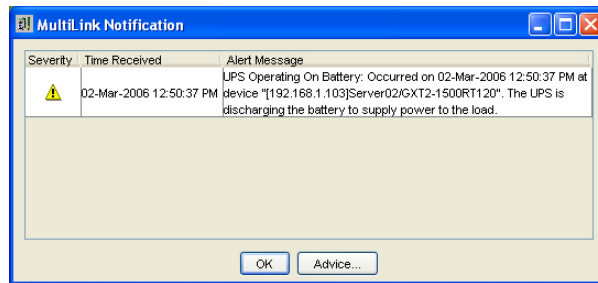 MultiLink Notification
Severity Time Received Alert Message
UPS Operating On Battery: Occurred on 02-Mar-2006 12:50:37 PM at
02-Mar-2006 12:50:37 PM device "[192.168.1.103]Server02/GXT2-1500RT120". The UPS is
discharging the battery to supply power to the load.
OK Advice...